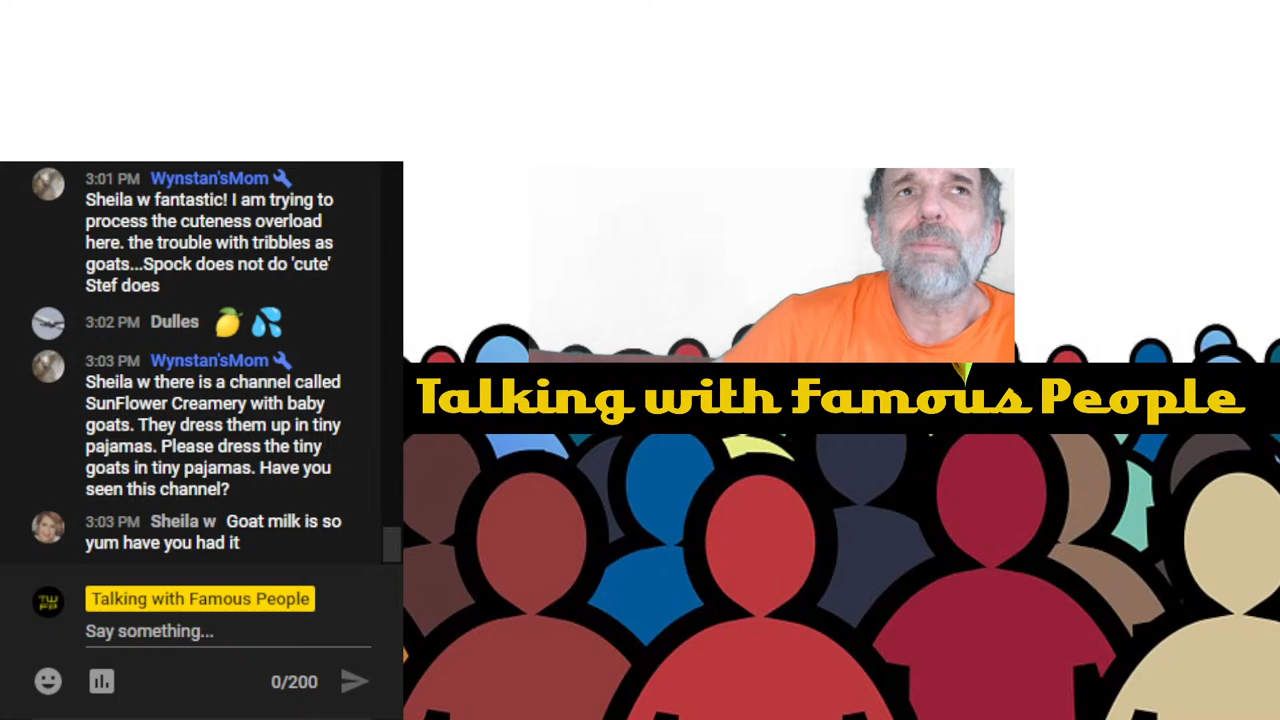 3:01 PM Wynstan'sMom
Sheila w fantastic! I am trying to
process the cuteness overload
here. the trouble with tribbles as
goats...Spock does not do 'cute'
Stef does
3:02 PM Dulles 🍋 💦
3:03 PM Wynstan'sMom
Sheila w there is a channel called
SunFlower Creamery with baby
goats. They dress them up in tiny
pajamas. Please dress the tiny
goats in tiny pajamas. Have you
seen this channel?
3:03 PM Sheila w Goat milk is so
yum have you had it
TW
FP
Talking with Famous People
Say something...
0/200
Talking with Famous People